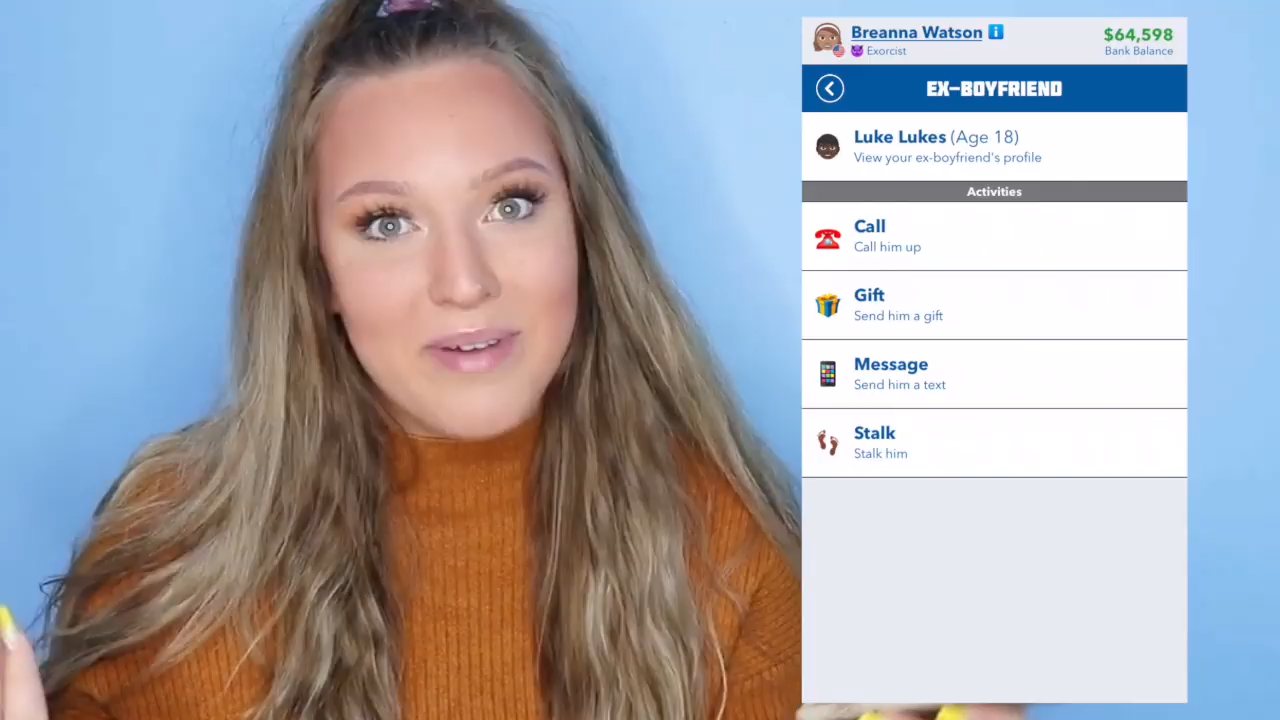 Breanna Watson
$64,598
Exorcist
Bank Balance
EX-BOYFRIEND
Luke Lukes (Age 18)
View your ex-boyfriend's profile
Activities
Call
Call him up
Gift
Send him a gift
Message
Send him a text
Stalk
Stalk him